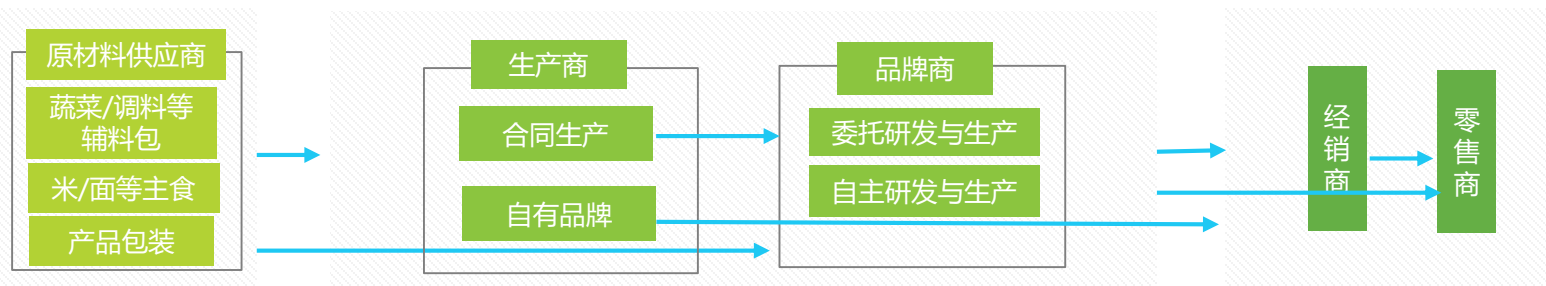 原材料供应商
蔬菜/调料等
辅料包
米/面等主食
产品包装
生产商
合同生产
自有品牌
品牌商
委托研发与生产
自主研发与生产
经销商
零售商